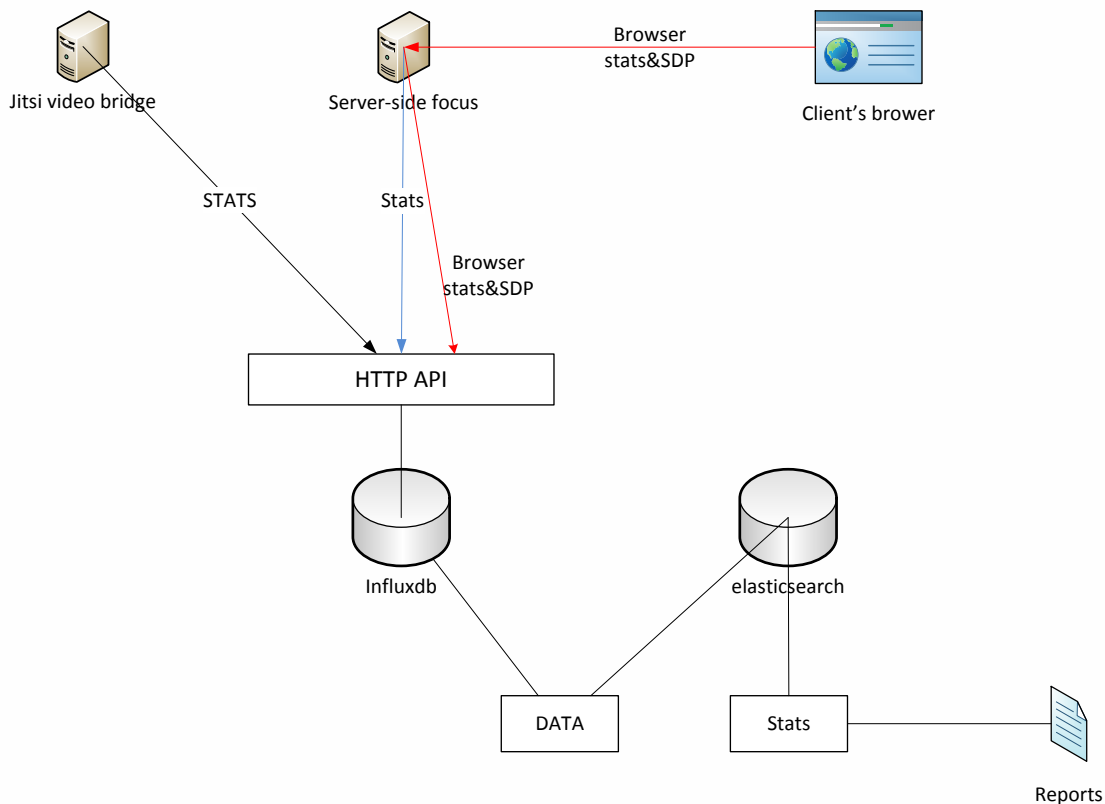 Browser
stats&SDP
Jitsi video bridge
Server-side focus
Client's brower
STATS
Stats
Browser
stats&SDP
HTTP API
Influxdb
elasticsearch
DATA
Stats
Reports